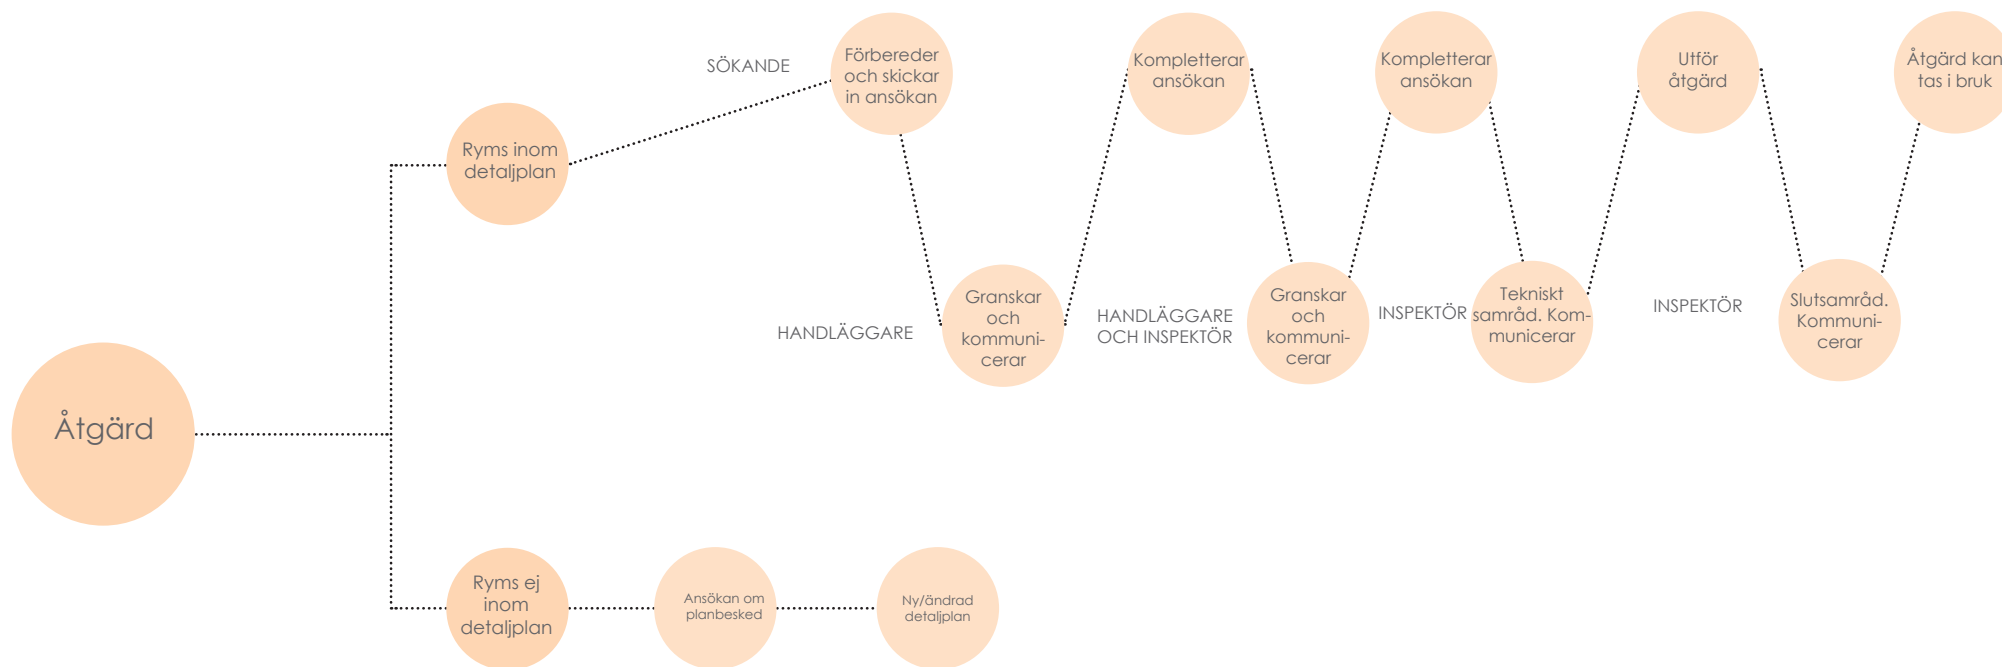 SÖKANDE
Förbereder
och skickar
in ansökan
Kompletterar
ansökan
Kompletterar
ansökan
Utför
åtgärd
Åtgärd kan
tas i bruk
Ryms inom
detaljplan
HANDLÄGGARE
Granskar
och
kommuni-
cerar
HANDLÄGGARE
OCH INSPEKTÖR
Granskar
och
kommuni-
cerar
INSPEKTÖR
Tekniskt
samråd. Kom-
municerar
INSPEKTÖR
Slutsamråd.
Kommuni-
cerar
Åtgärd
Ryms ej
inom
detaljplan
Ansökan om
planbesked
Ny/ändrad
detaljplan